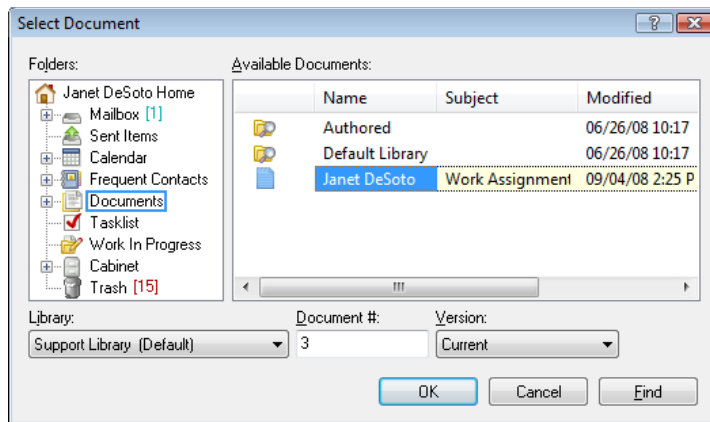 Select Document
Folders:
Janet DeSoto Home
Mailbox [1]
Sent Items
Calendar
Frequent Contacts
Documents
Tasklist
Work In Progress
Cabinet
Trash [15]
Available Documents:
Name Subject Modified
Authored 06/26/08 10:17
Default Library 06/26/08 10:17
Janet DeSoto Work Assignment 09/04/08 2:25 P
Library: Document #: Version:
Support Library (Default) 3 Current
OK Cancel Find